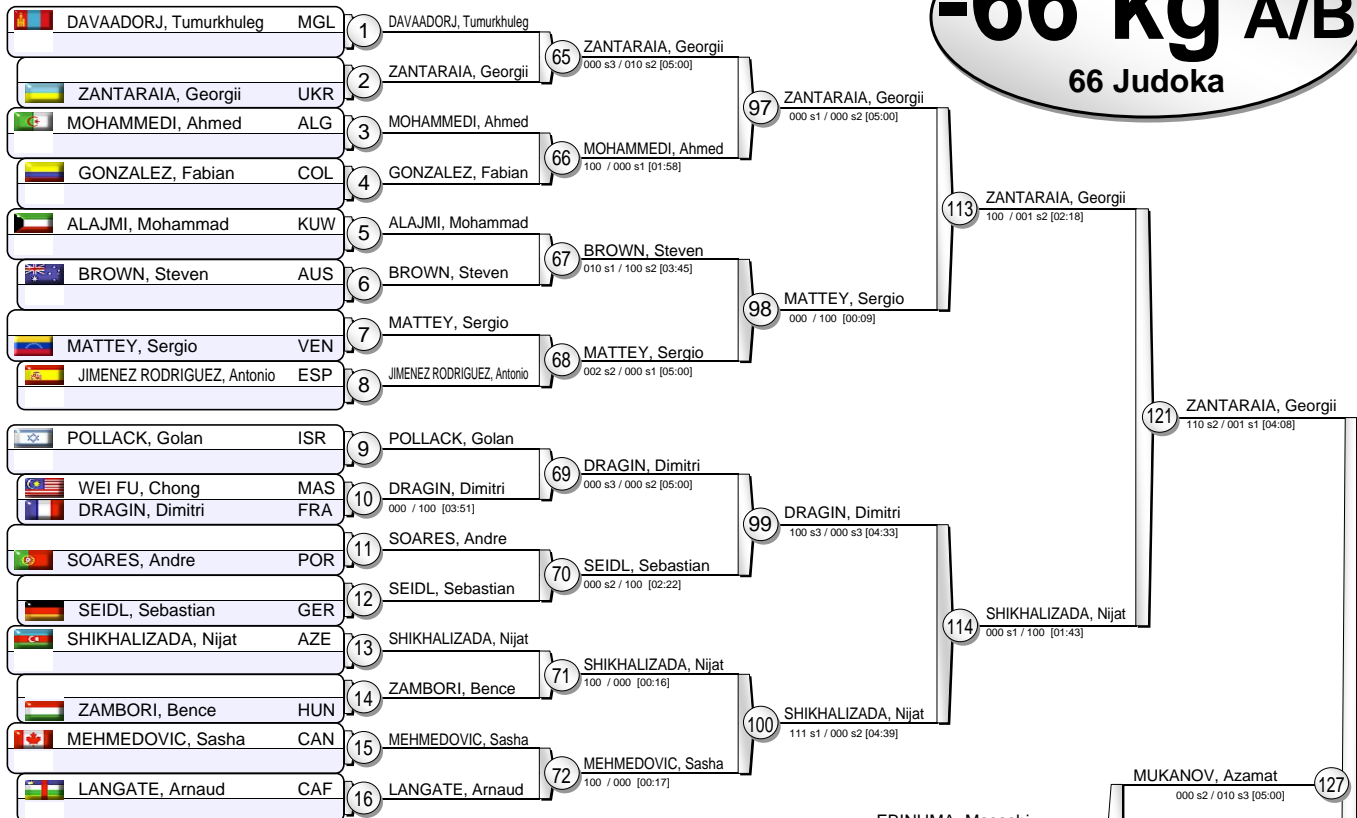 -66 kg A/B
66 Judoka
DAVAADORJ, Tumurkhuleg MGL
ZANTARAIA, Georgii UKR
MOHAMMEDI, Ahmed ALG
GONZALEZ, Fabian COL
ALAJMI, Mohammad KUW
BROWN, Steven AUS
MATTEY, Sergio VEN
JIMENEZ RODRIGUEZ, Antonio ESP
POLLACK, Golan ISR
WEI FU, Chong MAS
DRAGIN, Dimitri FRA
SOARES, Andre POR
SEIDL, Sebastian GER
SHIKHALIZADA, Nijat AZE
ZAMBORI, Bence HUN
MEHMEDOVIC, Sasha CAN
LANGATE, Arnaud CAF
1 DAVAADORJ, Tumurkhuleg
2 ZANTARAIA, Georgii
3 MOHAMMEDI, Ahmed
4 GONZALEZ, Fabian
5 ALAJMI, Mohammad
6 BROWN, Steven
7 MATTEY, Sergio
8 JIMENEZ RODRIGUEZ, Antonio
9 POLLACK, Golan
10 DRAGIN, Dimitri
000 / 100 [03:51]
11 SOARES, Andre
12 SEIDL, Sebastian
13 SHIKHALIZADA, Nijat
14 ZAMBORI, Bence
15 MEHMEDOVIC, Sasha
16 LANGATE, Arnaud
65 ZANTARAIA, Georgii
000 s3 / 010 s2 [05:00]
66 MOHAMMEDI, Ahmed
100 / 000 s1 [01:58]
67 BROWN, Steven
010 s1 / 100 s2 [03:45]
68 MATTEY, Sergio
002 s2 / 000 s1 [05:00]
69 DRAGIN, Dimitri
000 s3 / 000 s2 [05:00]
70 SEIDL, Sebastian
000 s2 / 100 [02:22]
71 SHIKHALIZADA, Nijat
100 / 000 [00:16]
72 MEHMEDOVIC, Sasha
100 / 000 [00:17]
97 ZANTARAIA, Georgii
000 s1 / 000 s2 [05:00]
98 MATTEY, Sergio
000 / 100 [00:09]
99 DRAGIN, Dimitri
100 s3 / 000 s3 [04:33]
100 SHIKHALIZADA, Nijat
111 s1 / 000 s2 [04:39]
113 ZANTARAIA, Georgii
100 / 001 s2 [02:18]
114 SHIKHALIZADA, Nijat
000 s1 / 100 [01:43]
121 ZANTARAIA, Georgii
110 s2 / 001 s1 [04:08]
MUKANOV, Azamat 127
000 s2 / 010 s3 [05:00]